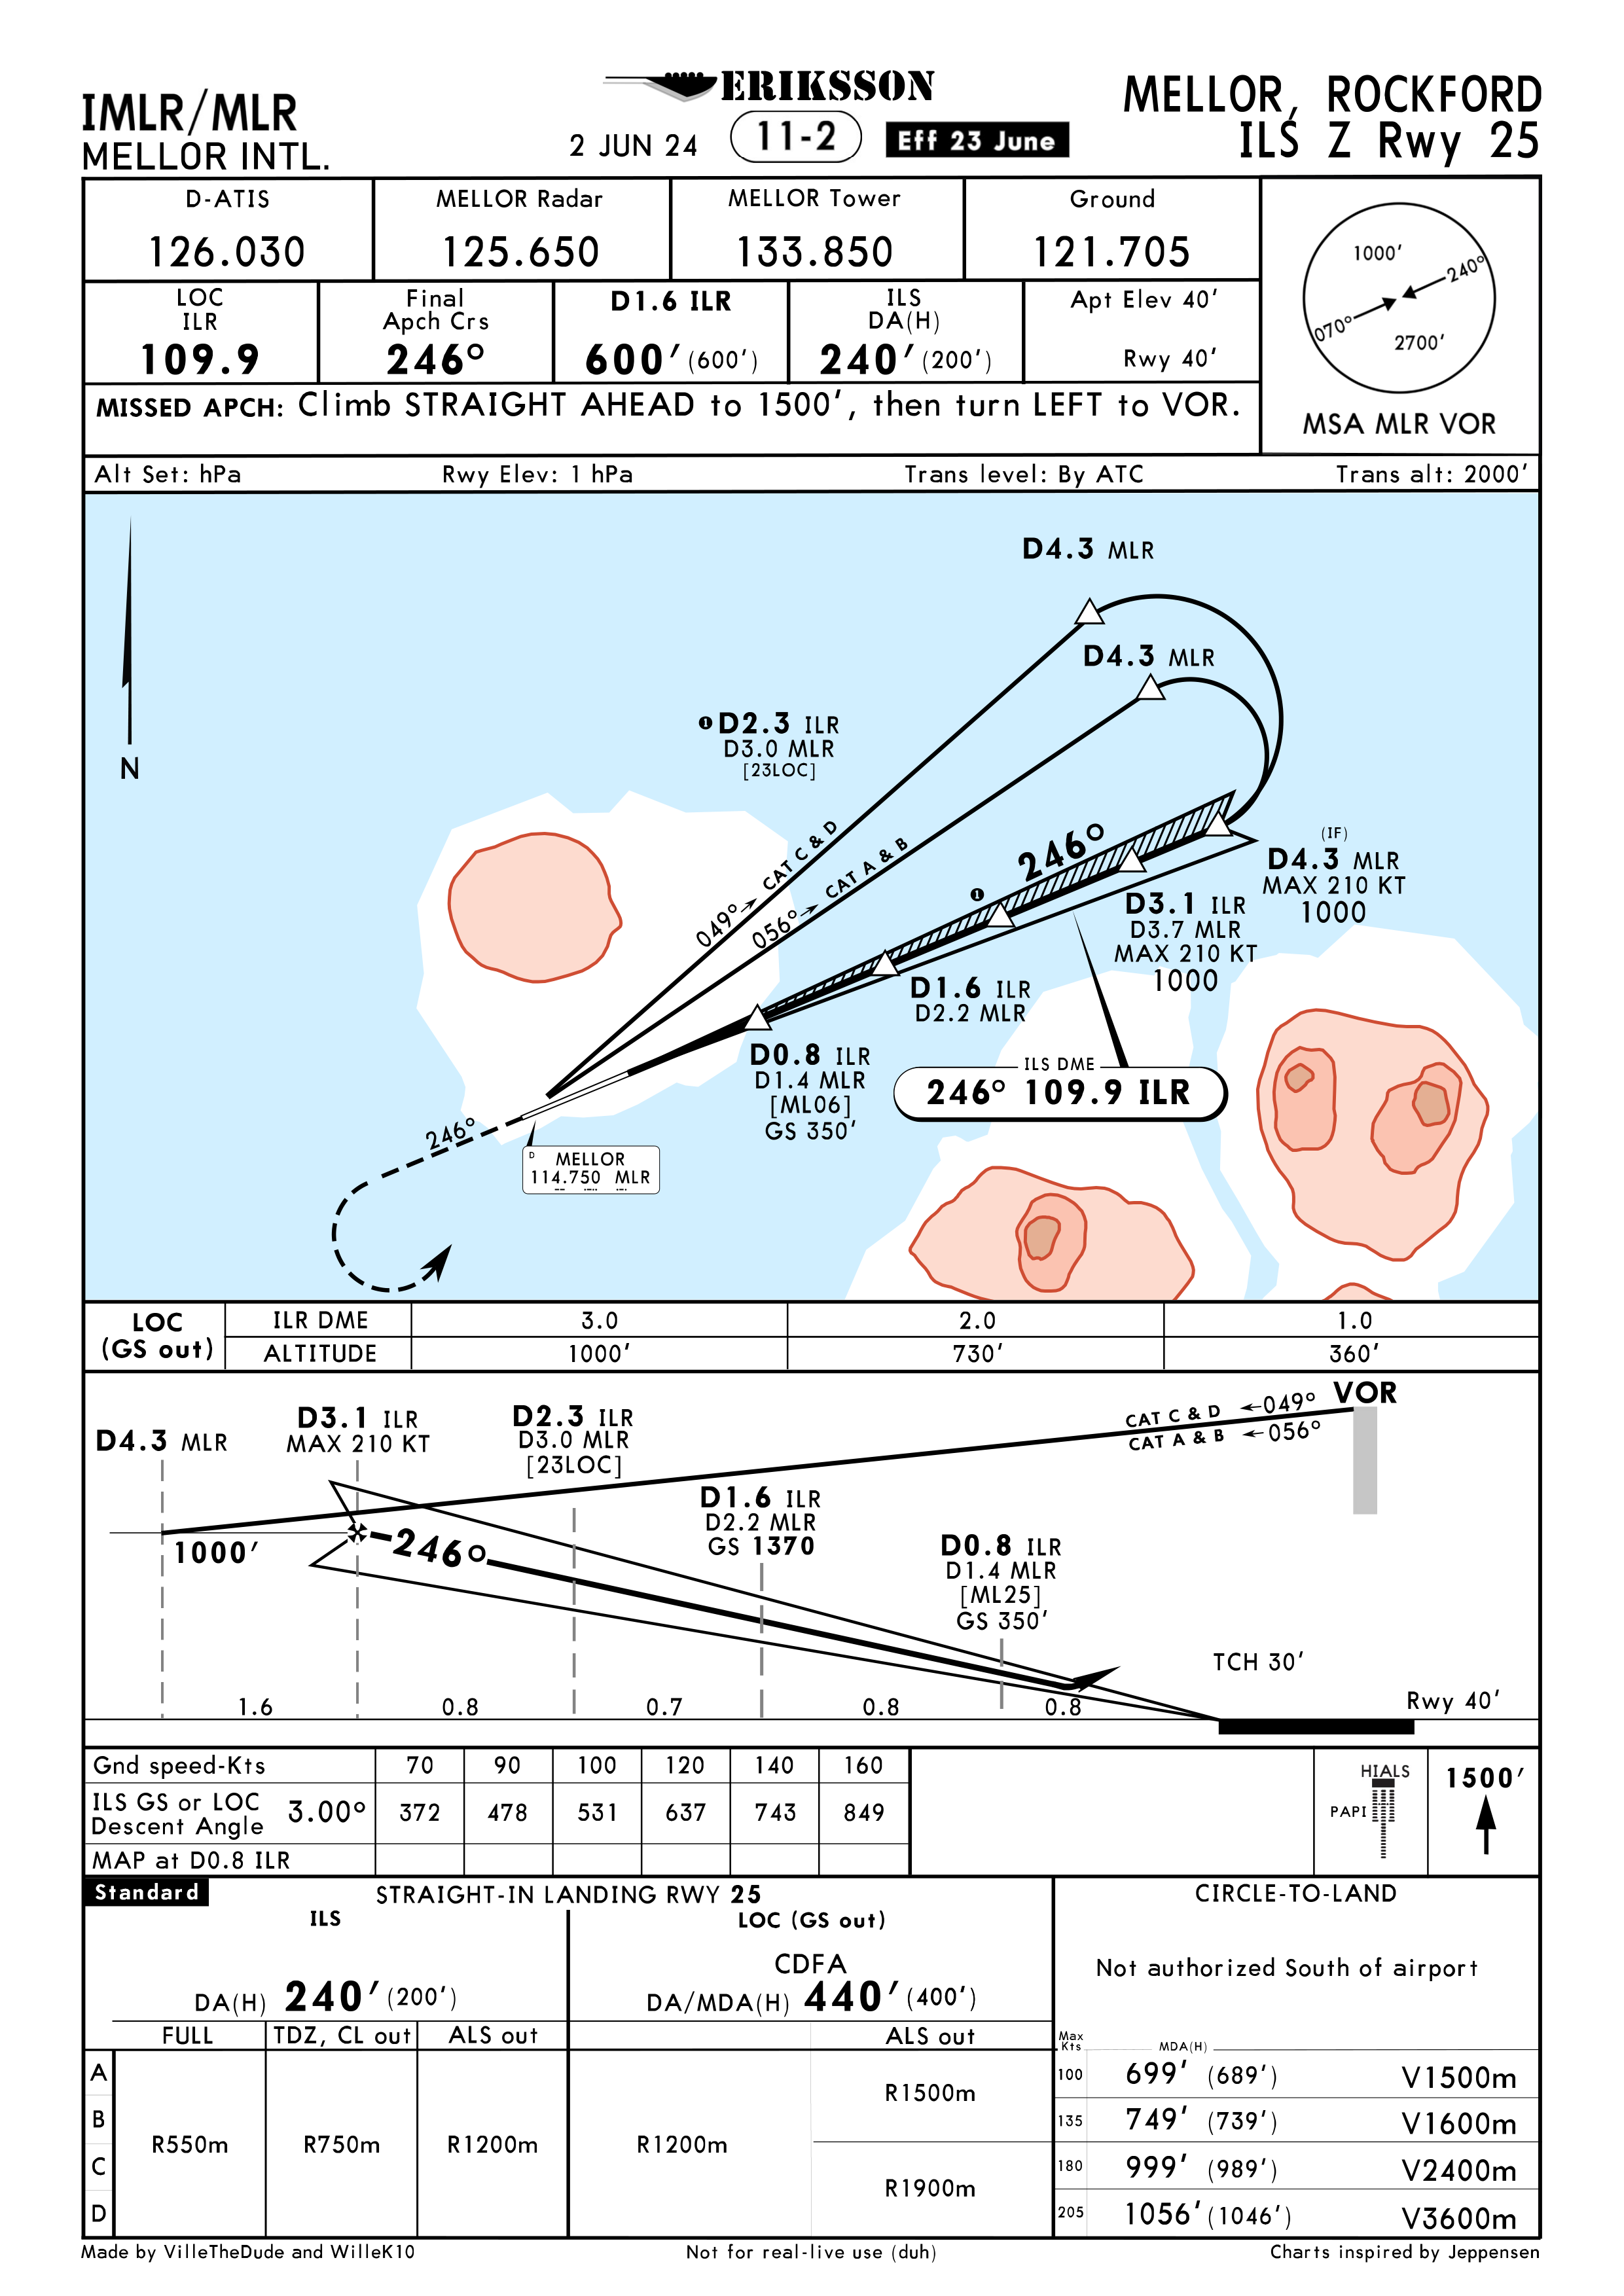 IMLR/MLR
MELLOR INTL.
ERIKSSON
2 JUN 24
11-2
Eff 23 June
MELLOR, ROCKFORD
ILS Z Rwy 25
D-ATIS
126.030
MELLOR Radar
125.650
MELLOR Tower
133.850
Ground
121.705
LOC
ILR
109.9
Final
Apch Crs
246°
D1.6 ILR
600' (600')
ILS
DA(H)
240' (200')
Apt Elev 40'
Rwy 40'
1000'
240°
070°
2700'
MSA MLR VOR
MISSED APCH: Climb STRAIGHT AHEAD to 1500', then turn LEFT to VOR.
Alt Set: hPa
Rwy Elev: 1 hPa
Trans level: By ATC
Trans alt: 2000'
N
D4.3 MLR
D4.3 MLR
1 D2.3 ILR
D3.0 MLR
[23LOC]
049° → CAT C & D
056° → CAT A & B
246°
1
(IF)
D4.3 MLR
MAX 210 KT
1000
D3.1 ILR
D3.7 MLR
MAX 210 KT
1000
D1.6 ILR
D2.2 MLR
D0.8 ILR
D1.4 MLR
[ML06]
GS 350'
ILS DME
246° 109.9 ILR
246°
D MELLOR
114.750 MLR
LOC
(GS out)
ILR DME 3.0 2.0 1.0
ALTITUDE 1000' 730' 360'
D4.3 MLR
D3.1 ILR
MAX 210 KT
D2.3 ILR
D3.0 MLR
[23LOC]
D1.6 ILR
D2.2 MLR
GS 1370
D0.8 ILR
D1.4 MLR
[ML25]
GS 350'
VOR
CAT C & D ←049°
CAT A & B ←056°
1000'
246°
TCH 30'
Rwy 40'
1.6 0.8 0.7 0.8 0.8
Gnd speed-Kts 70 90 100 120 140 160
ILS GS or LOC
Descent Angle 3.00° 372 478 531 637 743 849
MAP at D0.8 ILR
HIALS
PAPI
1500'
Standard
STRAIGHT-IN LANDING RWY 25
ILS
DA(H) 240' (200')
LOC (GS out)
CDFA
DA/MDA(H) 440' (400')
FULL
TDZ, CL out
ALS out
ALS out
A
B
C
D
R550m
R750m
R1200m
R1200m
R1500m
R1900m
CIRCLE-TO-LAND
Not authorized South of airport
Max
Kts
MDA(H)
100 699' (689') V1500m
135 749' (739') V1600m
180 999' (989') V2400m
205 1056' (1046') V3600m
Made by VilleTheDude and WilleK10
Not for real-live use (duh)
Charts inspired by Jeppensen